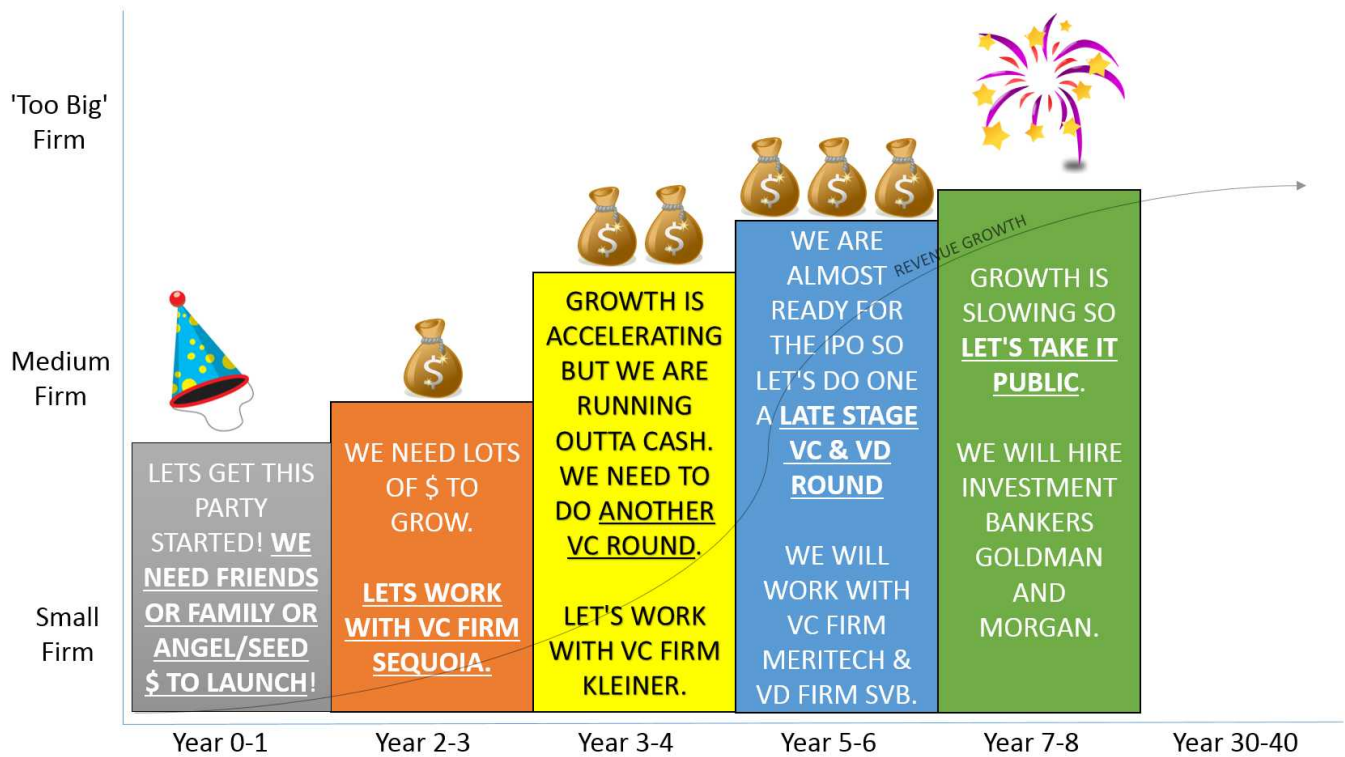 'Too Big'
Firm
Medium
Firm
Small
Firm
LETS GET THIS
PARTY
STARTED! WE
NEED FRIENDS
OR FAMILY OR
ANGEL/SEED
$ TO LAUNCH!
$
WE NEED LOTS
OF $ TO
GROW.
LETS WORK
WITH VC FIRM
SEQUOIA.
$ $
GROWTH IS
ACCELERATING
BUT WE ARE
RUNNING
OUTTA CASH.
WE NEED TO
DO ANOTHER
VC ROUND.
LET'S WORK
WITH VC FIRM
KLEINER.
$ $ $
WE ARE
ALMOST
READY FOR
THE IPO SO
LET'S DO ONE
A LATE STAGE
VC & VD
ROUND
WE WILL
WORK WITH
VC FIRM
MERITECH &
VD FIRM SVB.
REVENUE GROWTH
GROWTH IS
SLOWING SO
LET'S TAKE IT
PUBLIC.
WE WILL HIRE
INVESTMENT
BANKERS
GOLDMAN
AND
MORGAN.
Year 0-1
Year 2-3
Year 3-4
Year 5-6
Year 7-8
Year 30-40